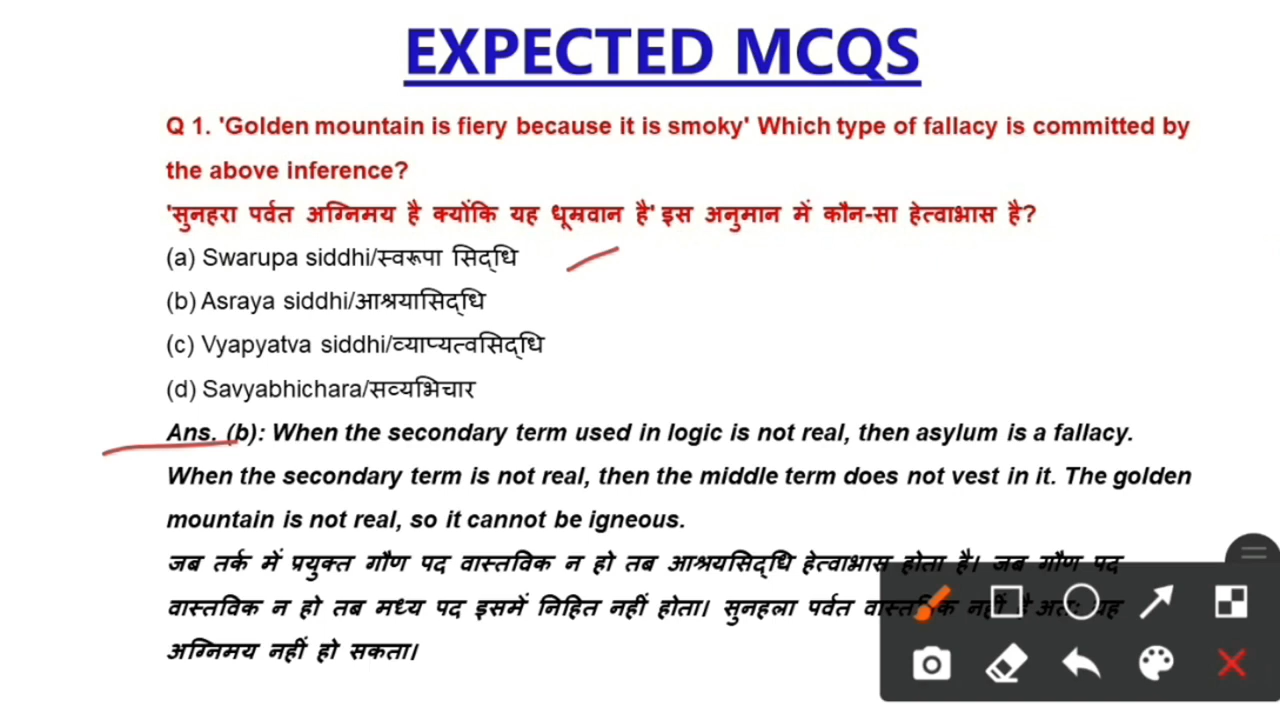 EXPECTED MCQS
Q 1. 'Golden mountain is fiery because it is smoky' Which type of fallacy is committed by
the above inference?
'सुनहरा पर्वत अग्निमय है क्योंकि यह धूम्रवान है' इस अनुमान में कौन-सा हेत्वाभास है?
(a) Swarupa siddhi/स्वरूपा सिद्धि
(b) Asraya siddhi/आश्रयासिद्धि
(c) Vyapyatva siddhi/व्याप्यत्वसिद्धि
(d) Savyabhichara/सव्यभिचार
Ans. (b): When the secondary term used in logic is not real, then asylum is a fallacy.
When the secondary term is not real, then the middle term does not vest in it. The golden
mountain is not real, so it cannot be igneous.
जब तर्क में प्रयुक्त गौण पद वास्तविक न हो तब आश्रयसिद्धि हेत्वाभास होता है। जब गौण पद
वास्तविक न हो तब मध्य पद इसमें निहित नहीं होता। सुनहला पर्वत
अग्निमय नहीं हो सकता।